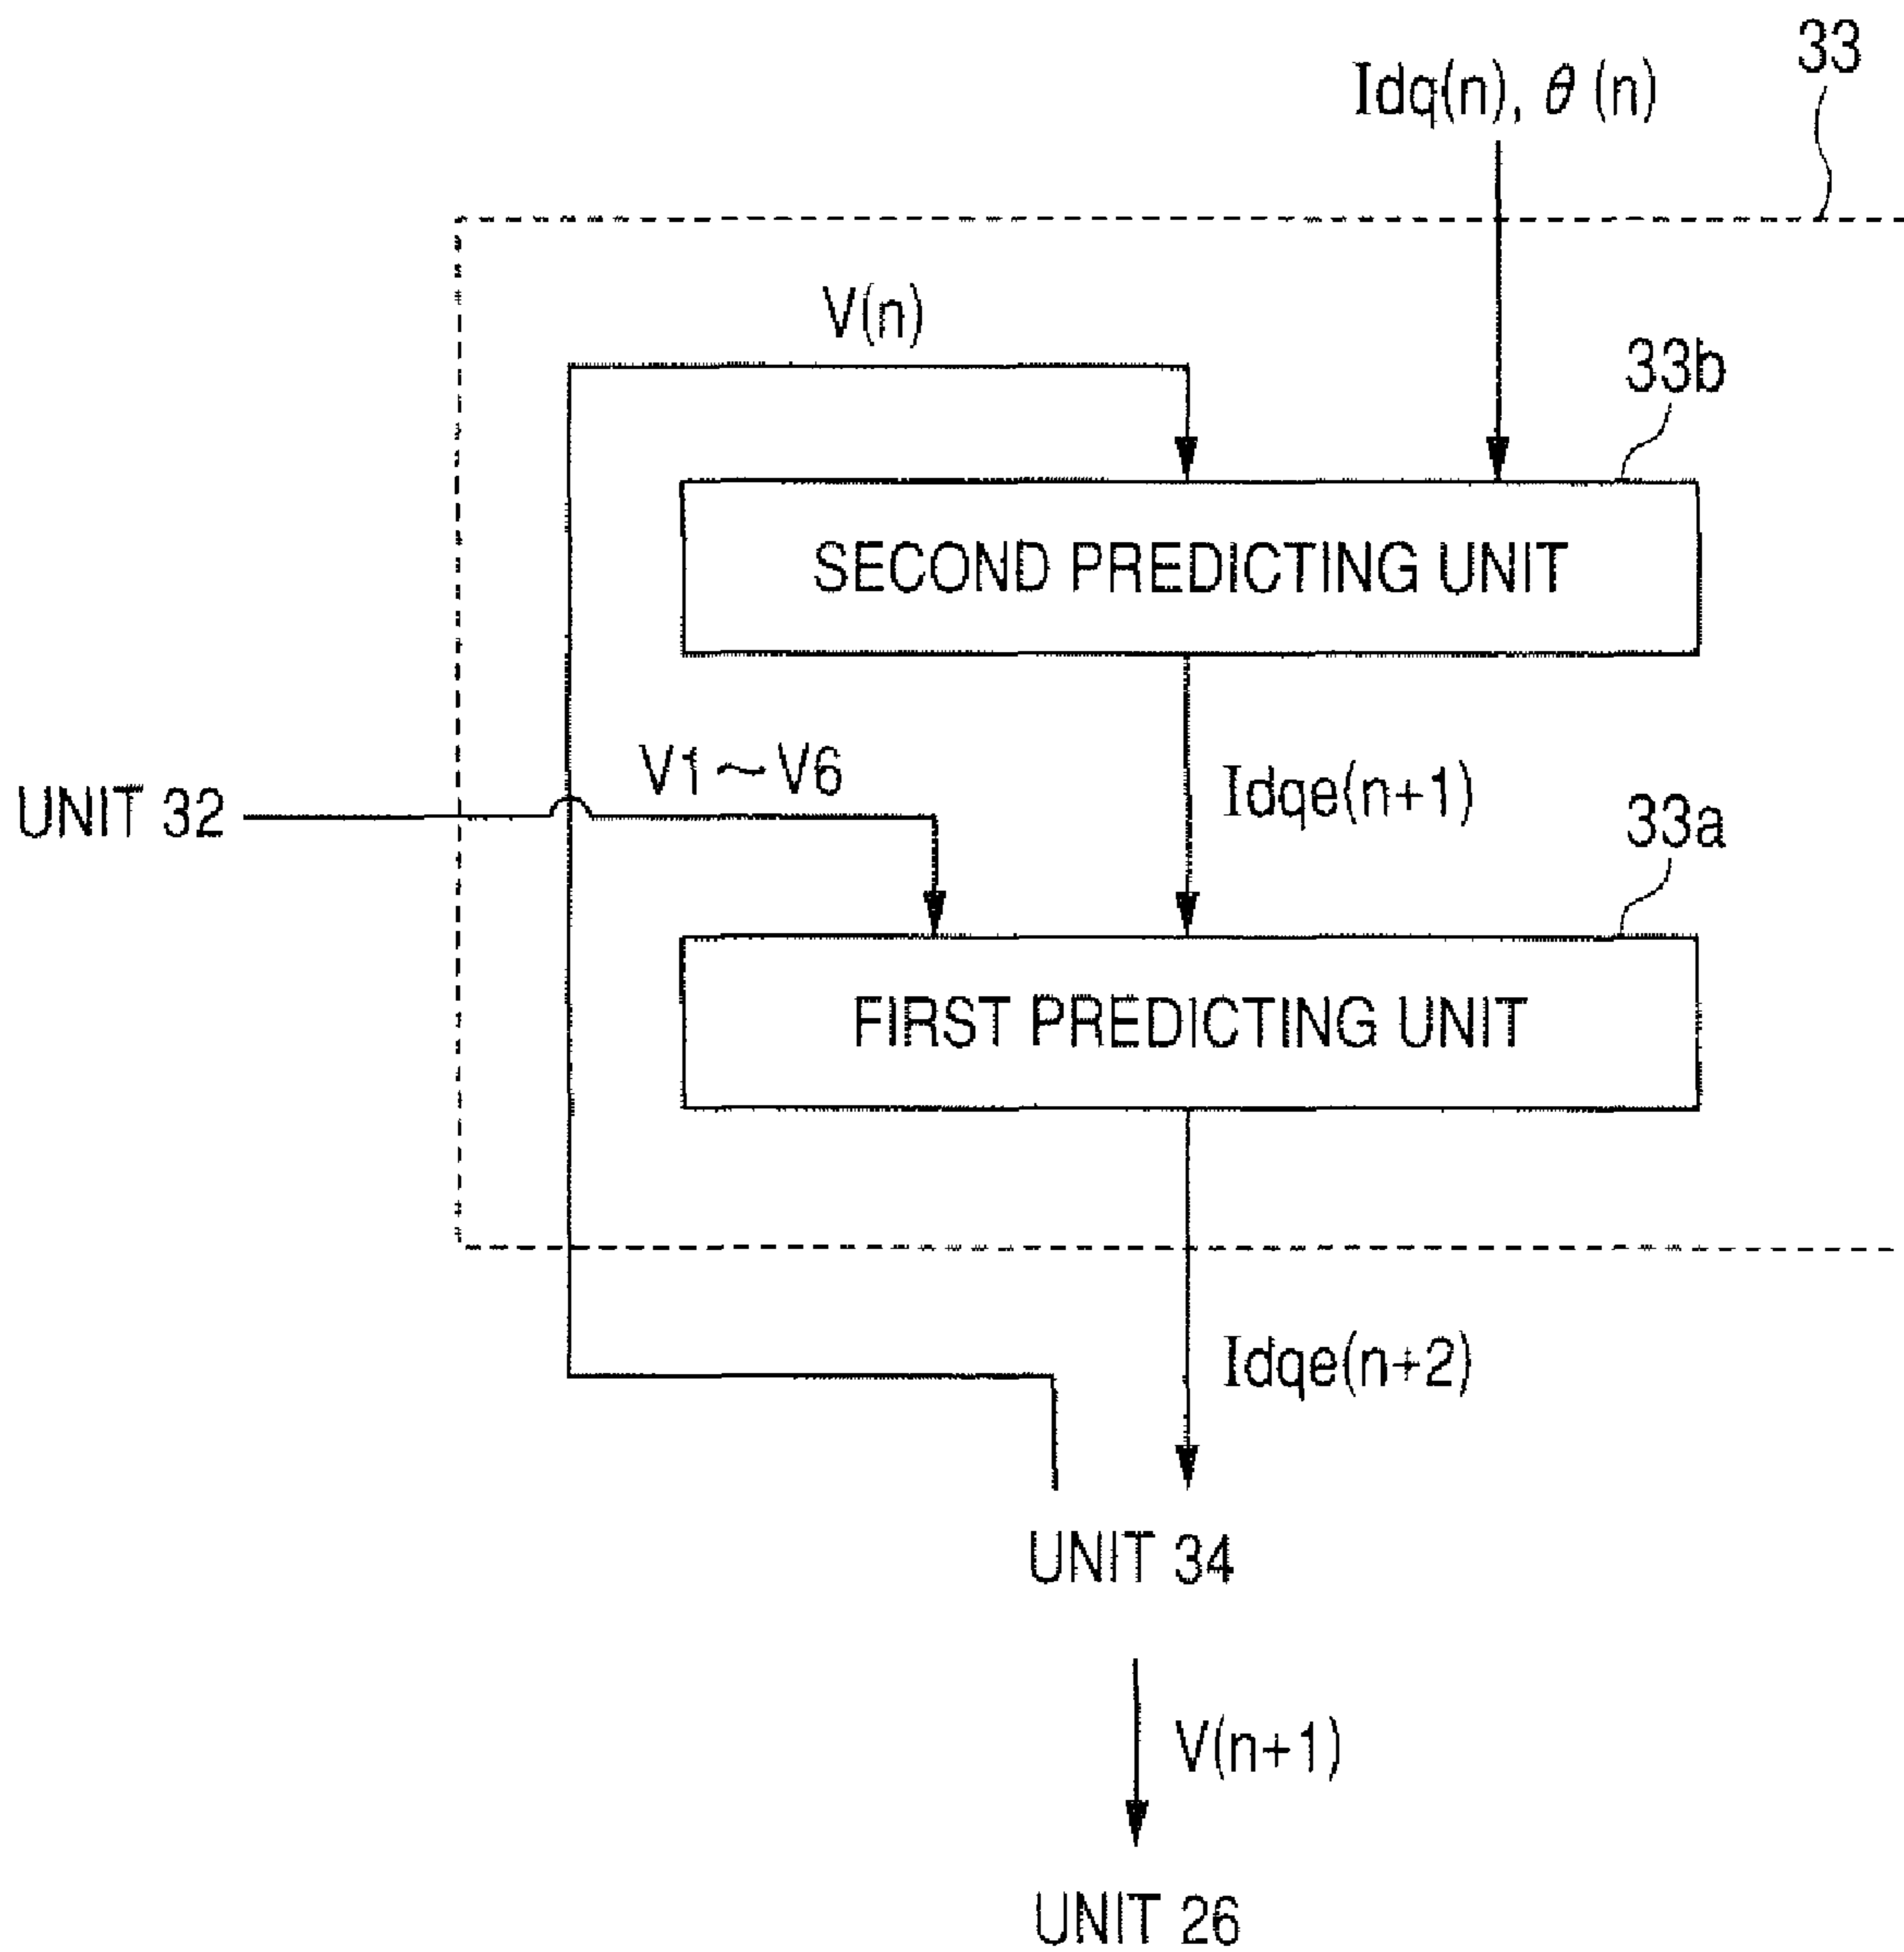 33
Idq(n), θ (n)
V(n)
33b
SECOND PREDICTING UNIT
V1～V6
UNIT 32
Idqe(n+1)
33a
FIRST PREDICTING UNIT
Idqe(n+2)
UNIT 34
V(n+1)
UNIT 26